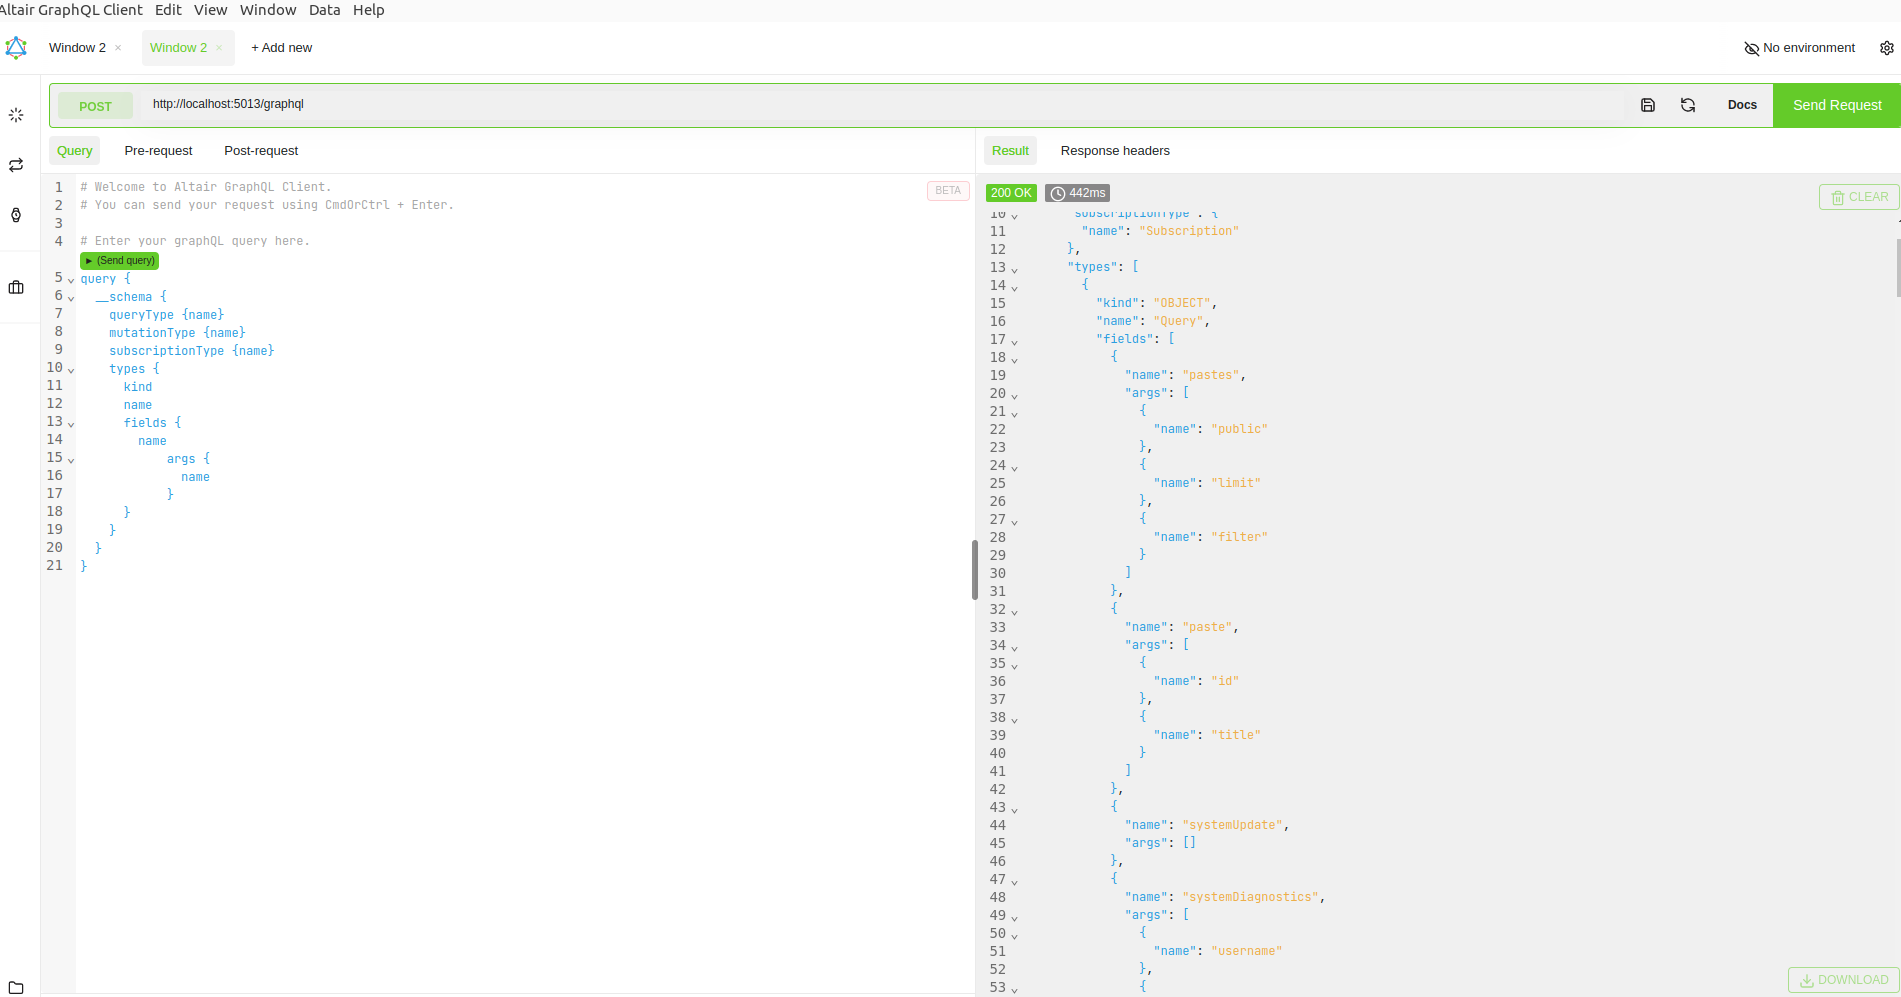 Altair GraphQL Client Edit View Window Data Help
Window 2 × Window 2 × + Add new No environment
POST http://localhost:5013/graphql Docs Send Request
Query Pre-request Post-request
BETA
1 # Welcome to Altair GraphQL Client.
2 # You can send your request using CmdOrCtrl + Enter.
3
4 # Enter your graphQL query here.
▸ (Send query)
5 query {
6   __schema {
7     queryType {name}
8     mutationType {name}
9     subscriptionType {name}
10     types {
11       kind
12       name
13       fields {
14         name
15             args {
16               name
17             }
18       }
19     }
20   }
21 }
Result Response headers
200 OK 442ms
CLEAR
10 "subscriptionType": {
11   "name": "Subscription"
12 },
13 "types": [
14   {
15     "kind": "OBJECT",
16     "name": "Query",
17     "fields": [
18       {
19         "name": "pastes",
20         "args": [
21           {
22             "name": "public"
23           },
24           {
25             "name": "limit"
26           },
27           {
28             "name": "filter"
29           }
30         ]
31       },
32       {
33         "name": "paste",
34         "args": [
35           {
36             "name": "id"
37           },
38           {
39             "name": "title"
40           }
41         ]
42       },
43       {
44         "name": "systemUpdate",
45         "args": []
46       },
47       {
48         "name": "systemDiagnostics",
49         "args": [
50           {
51             "name": "username"
52           },
53           {
DOWNLOAD